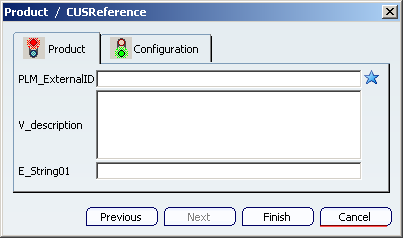 Product / CUSReference
Product Configuration
PLM_ExternalID
V_description
E_String01
Previous Next Finish Cancel